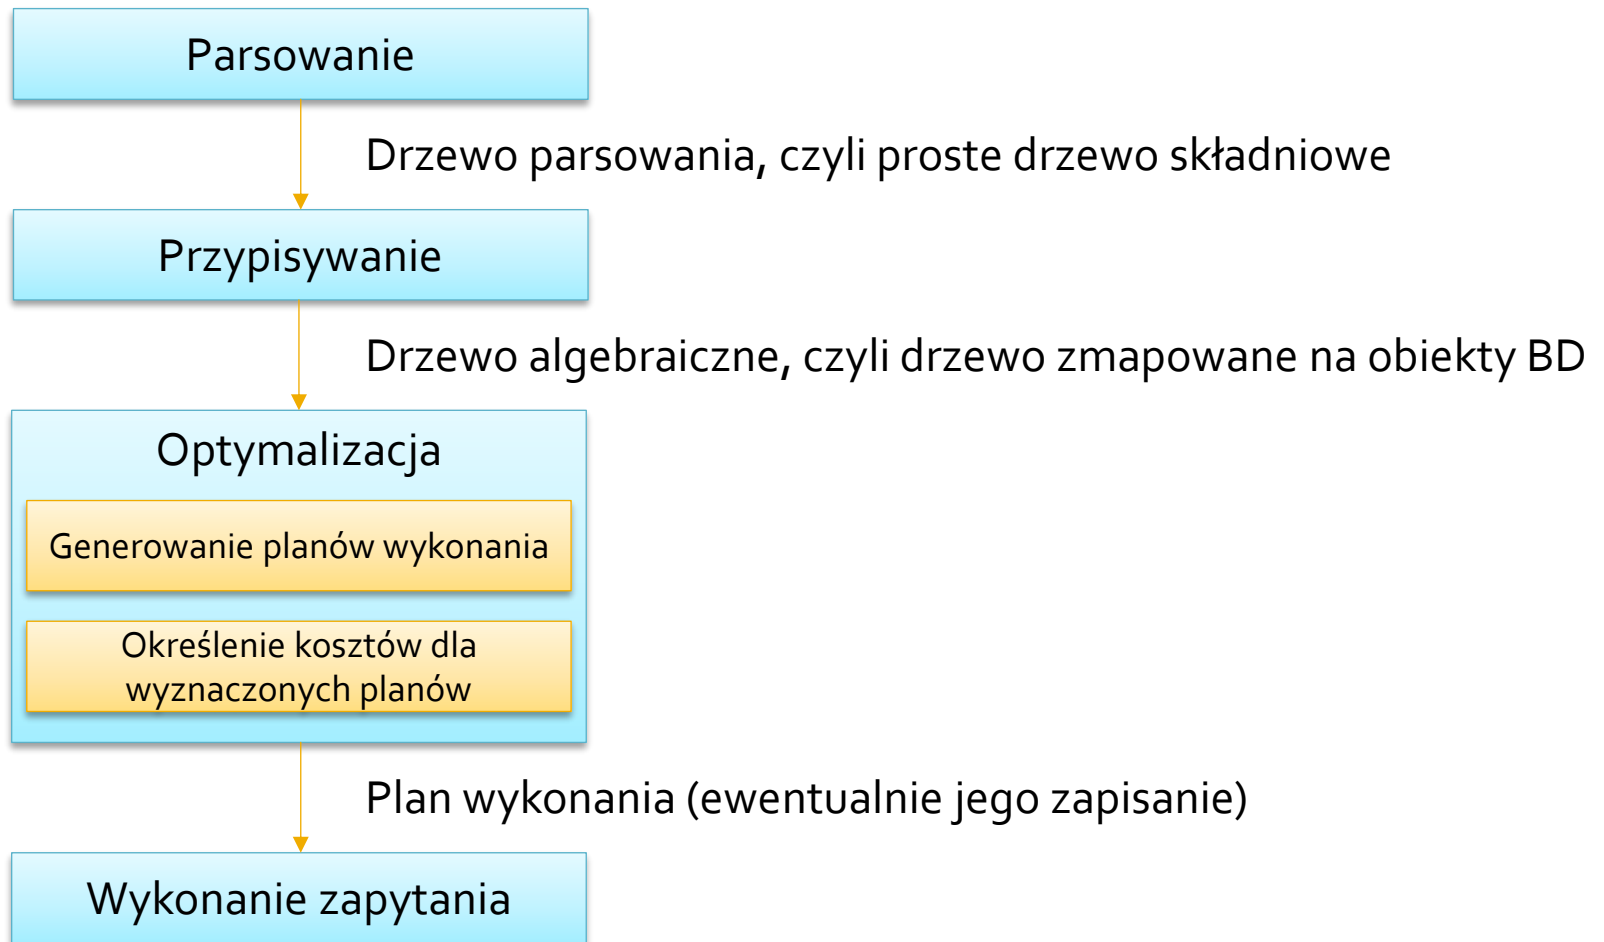 Parsowanie
Drzewo parsowania, czyli proste drzewo składniowe
Przypisywanie
Drzewo algebraiczne, czyli drzewo zmapowane na obiekty BD
Optymalizacja
Generowanie planów wykonania
Określenie kosztów dla
wyznaczonych planów
Plan wykonania (ewentualnie jego zapisanie)
Wykonanie zapytania